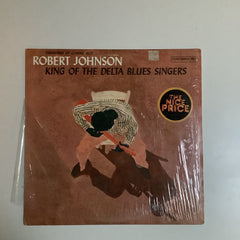 ROBERT JOHNSON
KING OF THE DELTA BLUES SINGERS
THE
NICE
PRICE